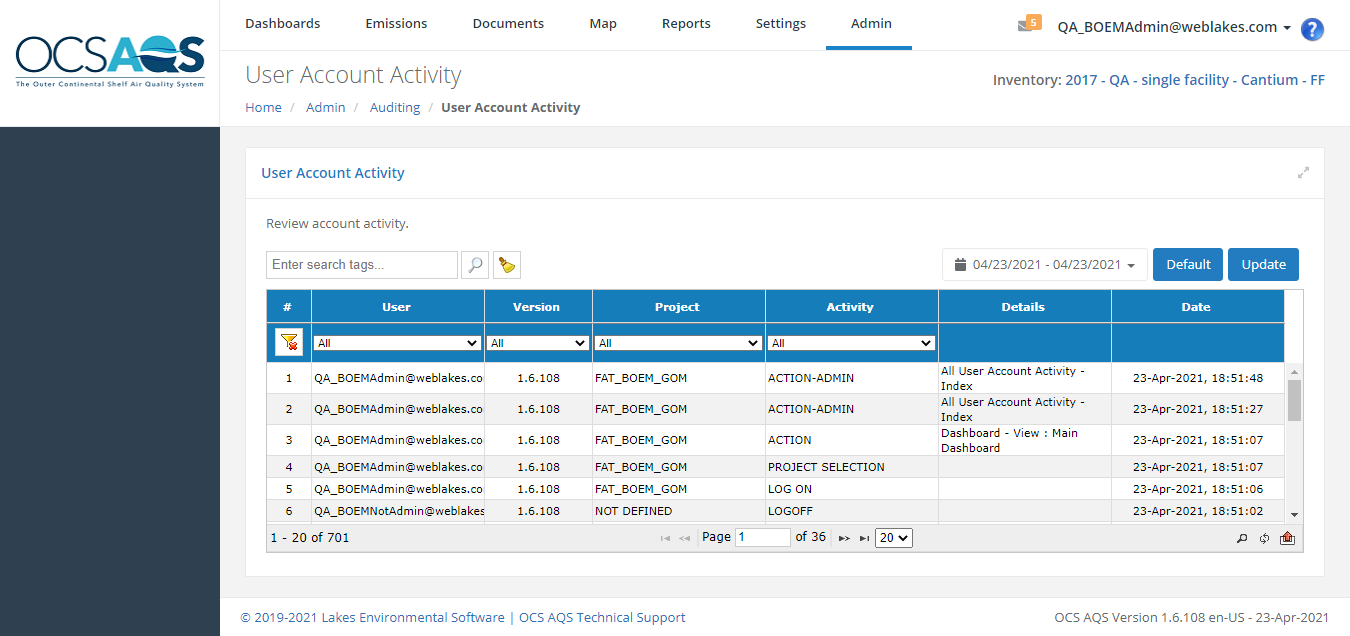 OCSAQS
The Outer Continental Shelf Air Quality System
Dashboards Emissions Documents Map Reports Settings Admin
5 QA_BOEMAdmin@weblakes.com ?
User Account Activity
Inventory: 2017 - QA - single facility - Cantium - FF
Home / Admin / Auditing / User Account Activity
User Account Activity
Review account activity.
Enter search tags... 04/23/2021 - 04/23/2021 Default Update
# User Version Project Activity Details Date
All All All All
1 QA_BOEMAdmin@weblakes.co 1.6.108 FAT_BOEM_GOM ACTION-ADMIN All User Account Activity - Index 23-Apr-2021, 18:51:48
2 QA_BOEMAdmin@weblakes.co 1.6.108 FAT_BOEM_GOM ACTION-ADMIN All User Account Activity - Index 23-Apr-2021, 18:51:27
3 QA_BOEMAdmin@weblakes.co 1.6.108 FAT_BOEM_GOM ACTION Dashboard - View : Main Dashboard 23-Apr-2021, 18:51:07
4 QA_BOEMAdmin@weblakes.co 1.6.108 FAT_BOEM_GOM PROJECT SELECTION 23-Apr-2021, 18:51:07
5 QA_BOEMAdmin@weblakes.co 1.6.108 FAT_BOEM_GOM LOG ON 23-Apr-2021, 18:51:06
6 QA_BOEMNotAdmin@weblakes 1.6.108 NOT DEFINED LOGOFF 23-Apr-2021, 18:51:02
1 - 20 of 701 Page 1 of 36 20
© 2019-2021 Lakes Environmental Software | OCS AQS Technical Support
OCS AQS Version 1.6.108 en-US - 23-Apr-2021